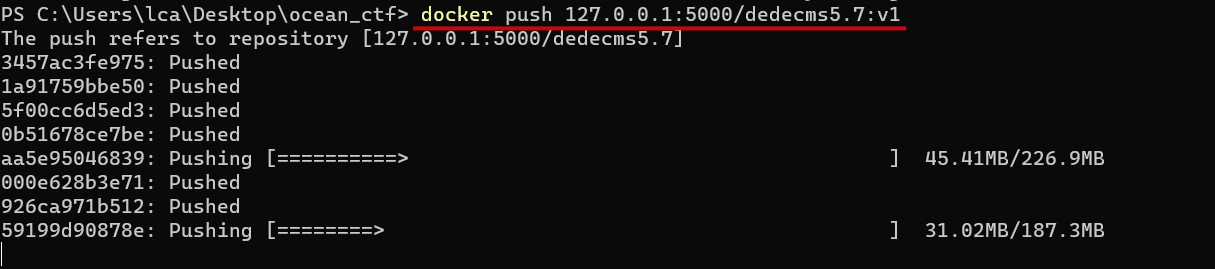 PS C:\Users\lca\Desktop\ocean_ctf> docker push 127.0.0.1:5000/dedecms5.7:v1
The push refers to repository [127.0.0.1:5000/dedecms5.7]
3457ac3fe975: Pushed
1a91759bbe50: Pushed
5f00cc6d5ed3: Pushed
0b51678ce7be: Pushed
aa5e95046839: Pushing [==========>                                        ]  45.41MB/226.9MB
000e628b3e71: Pushed
926ca971b512: Pushed
59199d90878e: Pushing [========>                                          ]  31.02MB/187.3MB